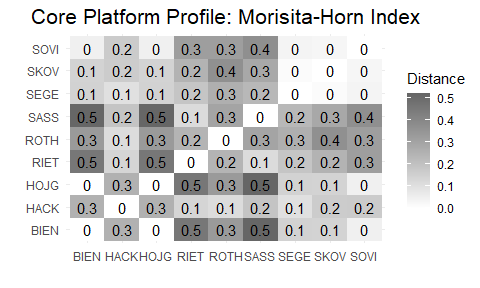 Core Platform Profile: Morisita-Horn Index
SOVI 0 0.2 0 0.3 0.3 0.4 0 0 0
SKOV 0.1 0.2 0.1 0.2 0.4 0.3 0 0 0
SEGE 0.1 0.1 0.1 0.2 0.3 0.2 0 0 0
SASS 0.5 0.2 0.5 0.1 0.3 0 0.2 0.3 0.4
ROTH 0.3 0.1 0.3 0.2 0 0.3 0.3 0.4 0.3
RIET 0.5 0.1 0.5 0 0.2 0.1 0.2 0.2 0.3
HOJG 0 0.3 0 0.5 0.3 0.5 0.1 0.1 0
HACK 0.3 0 0.3 0.1 0.1 0.2 0.1 0.2 0.2
BIEN 0 0.3 0 0.5 0.3 0.5 0.1 0.1 0
BIEN HACK HOJG RIET ROTH SASS SEGE SKOV SOVI
Distance
0.5
0.4
0.3
0.2
0.1
0.0